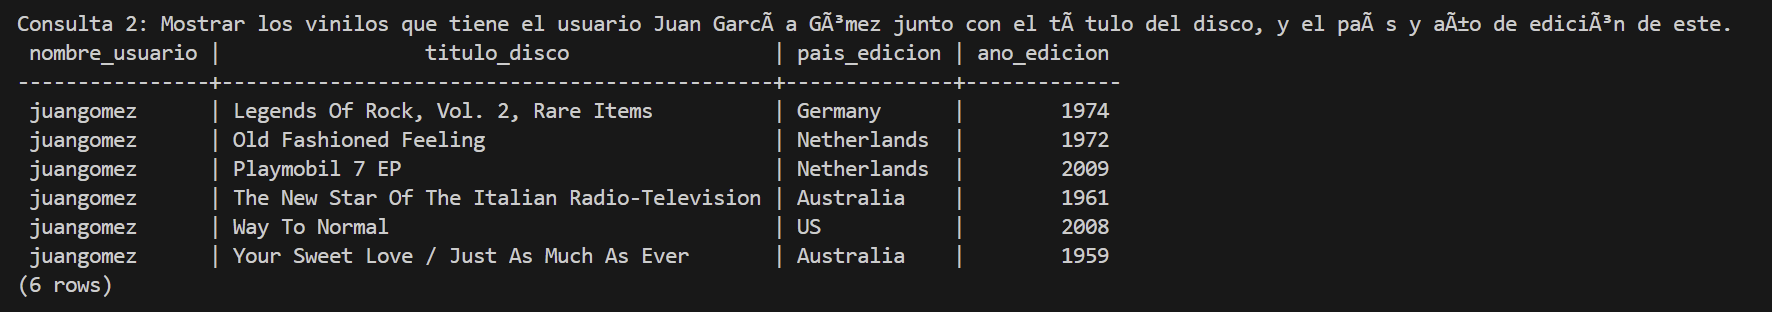 Consulta 2: Mostrar los vinilos que tiene el usuario Juan GarcÃ a GÃ³mez junto con el tÃ tulo del disco, y el paÃ s y aÃ±o de ediciÃ³n de este.
 nombre_usuario |                 titulo_disco                 | pais_edicion | ano_edicion
----------------+----------------------------------------------+--------------+-------------
 juangomez      | Legends Of Rock, Vol. 2, Rare Items          | Germany      |        1974
 juangomez      | Old Fashioned Feeling                        | Netherlands  |        1972
 juangomez      | Playmobil 7 EP                               | Netherlands  |        2009
 juangomez      | The New Star Of The Italian Radio-Television | Australia    |        1961
 juangomez      | Way To Normal                                | US           |        2008
 juangomez      | Your Sweet Love / Just As Much As Ever       | Australia    |        1959
(6 rows)